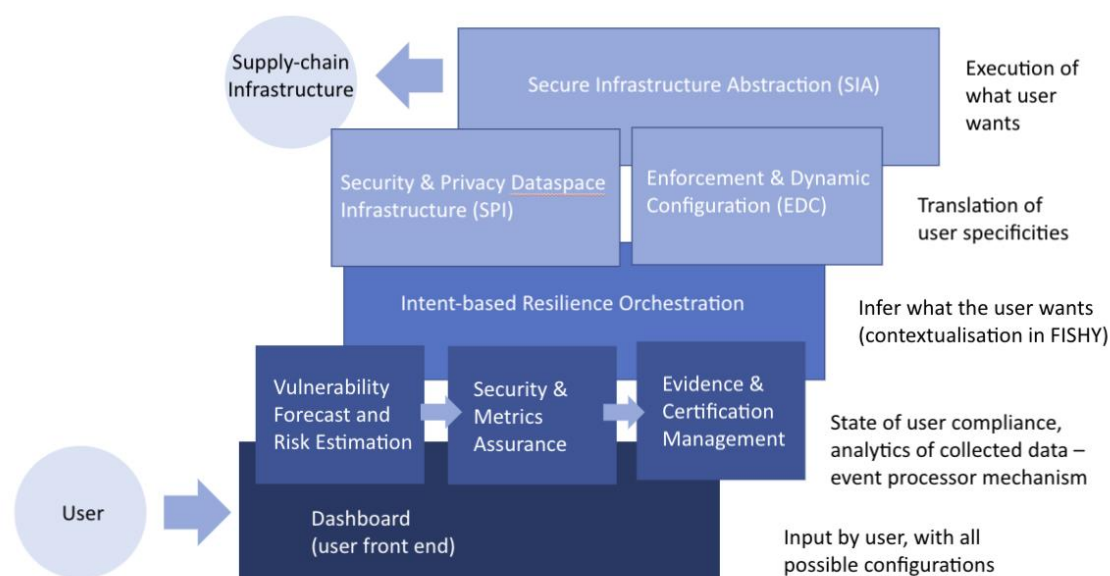 Supply-chain
Infrastructure
Secure Infrastructure Abstraction (SIA)
Execution of
what user
wants
Security & Privacy Dataspace
Infrastructure (SPI)
Enforcement & Dynamic
Configuration (EDC)
Translation of
user specificities
Intent-based Resilience Orchestration
Infer what the user wants
(contextualisation in FISHY)
Vulnerability
Forecast and
Risk Estimation
Security &
Metrics
Assurance
Evidence &
Certification
Management
State of user compliance,
analytics of collected data –
event processor mechanism
User
Dashboard
(user front end)
Input by user, with all
possible configurations